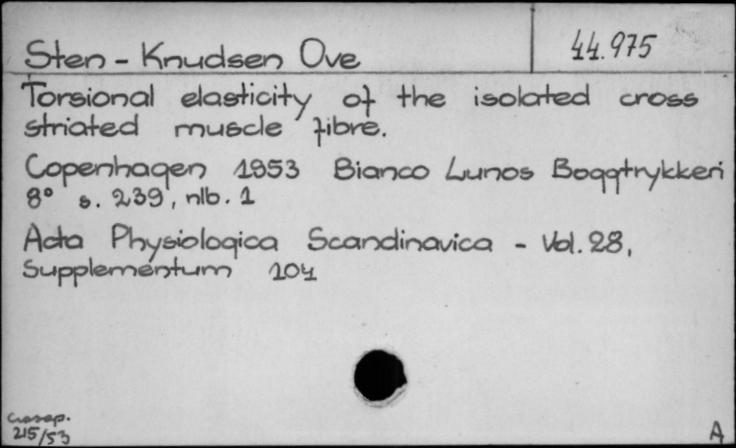 Sten - Knudsen Ove
44.975
Torsional elasticity of the isolated cross
striated muscle fibre.
Copenhagen 1953 Bianco Lunos Bogqtrykkeri
8° s. 239, nlb. 1
Acta Physiologica Scandinavica - Vol. 28,
Supplementum 104
215/53
A